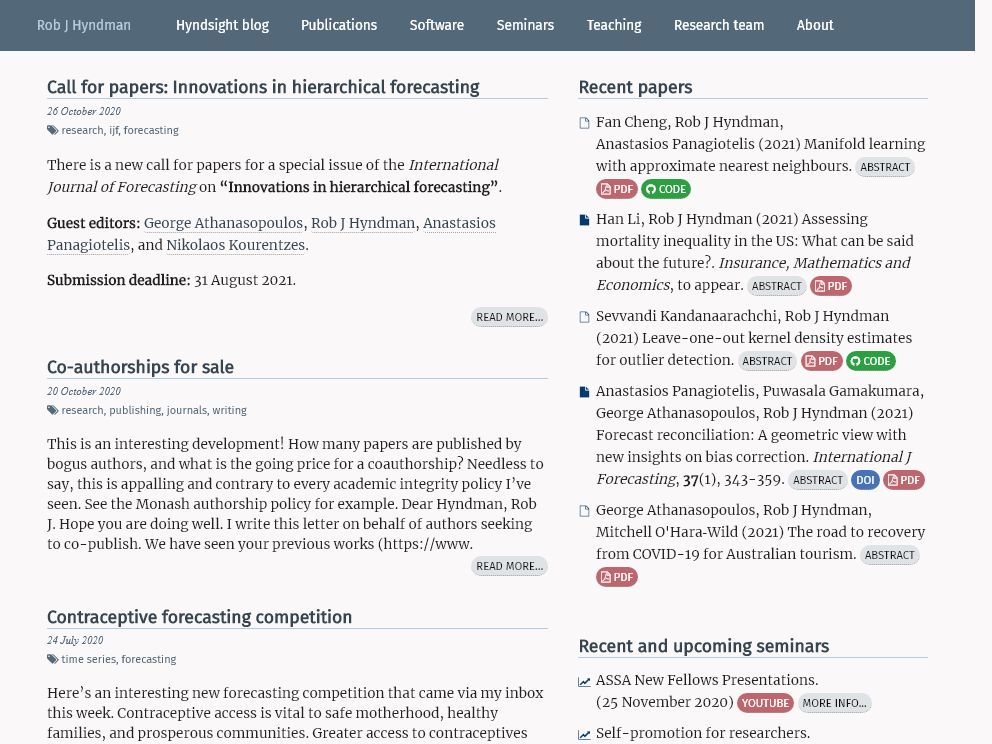 Rob J Hyndman
Hyndsight blog
Publications
Software
Seminars
Teaching
Research team
About
Call for papers: Innovations in hierarchical forecasting
26 October 2020
research, ijf, forecasting
There is a new call for papers for a special issue of the International
Journal of Forecasting on “Innovations in hierarchical forecasting”.
Guest editors: George Athanasopoulos, Rob J Hyndman, Anastasios
Panagiotelis, and Nikolaos Kourentzes.
Submission deadline: 31 August 2021.
READ MORE…
Co-authorships for sale
20 October 2020
research, publishing, journals, writing
This is an interesting development! How many papers are published by
bogus authors, and what is the going price for a coauthorship? Needless to
say, this is appalling and contrary to every academic integrity policy I’ve
seen. See the Monash authorship policy for example. Dear Hyndman, Rob
J. Hope you are doing well. I write this letter on behalf of authors seeking
to co-publish. We have seen your previous works (https://www.
READ MORE…
Contraceptive forecasting competition
24 July 2020
time series, forecasting
Here’s an interesting new forecasting competition that came via my inbox
this week. Contraceptive access is vital to safe motherhood, healthy
families, and prosperous communities. Greater access to contraceptives
Recent papers
Fan Cheng, Rob J Hyndman,
Anastasios Panagiotelis (2021) Manifold learning
with approximate nearest neighbours. ABSTRACT
PDF CODE
Han Li, Rob J Hyndman (2021) Assessing
mortality inequality in the US: What can be said
about the future?. Insurance, Mathematics and
Economics, to appear. ABSTRACT PDF
Sevvandi Kandanaarachchi, Rob J Hyndman
(2021) Leave-one-out kernel density estimates
for outlier detection. ABSTRACT PDF CODE
Anastasios Panagiotelis, Puwasala Gamakumara,
George Athanasopoulos, Rob J Hyndman (2021)
Forecast reconciliation: A geometric view with
new insights on bias correction. International J
Forecasting, 37(1), 343-359. ABSTRACT DOI PDF
George Athanasopoulos, Rob J Hyndman,
Mitchell O'Hara-Wild (2021) The road to recovery
from COVID-19 for Australian tourism. ABSTRACT
PDF
Recent and upcoming seminars
ASSA New Fellows Presentations.
(25 November 2020) YOUTUBE MORE INFO…
Self-promotion for researchers.